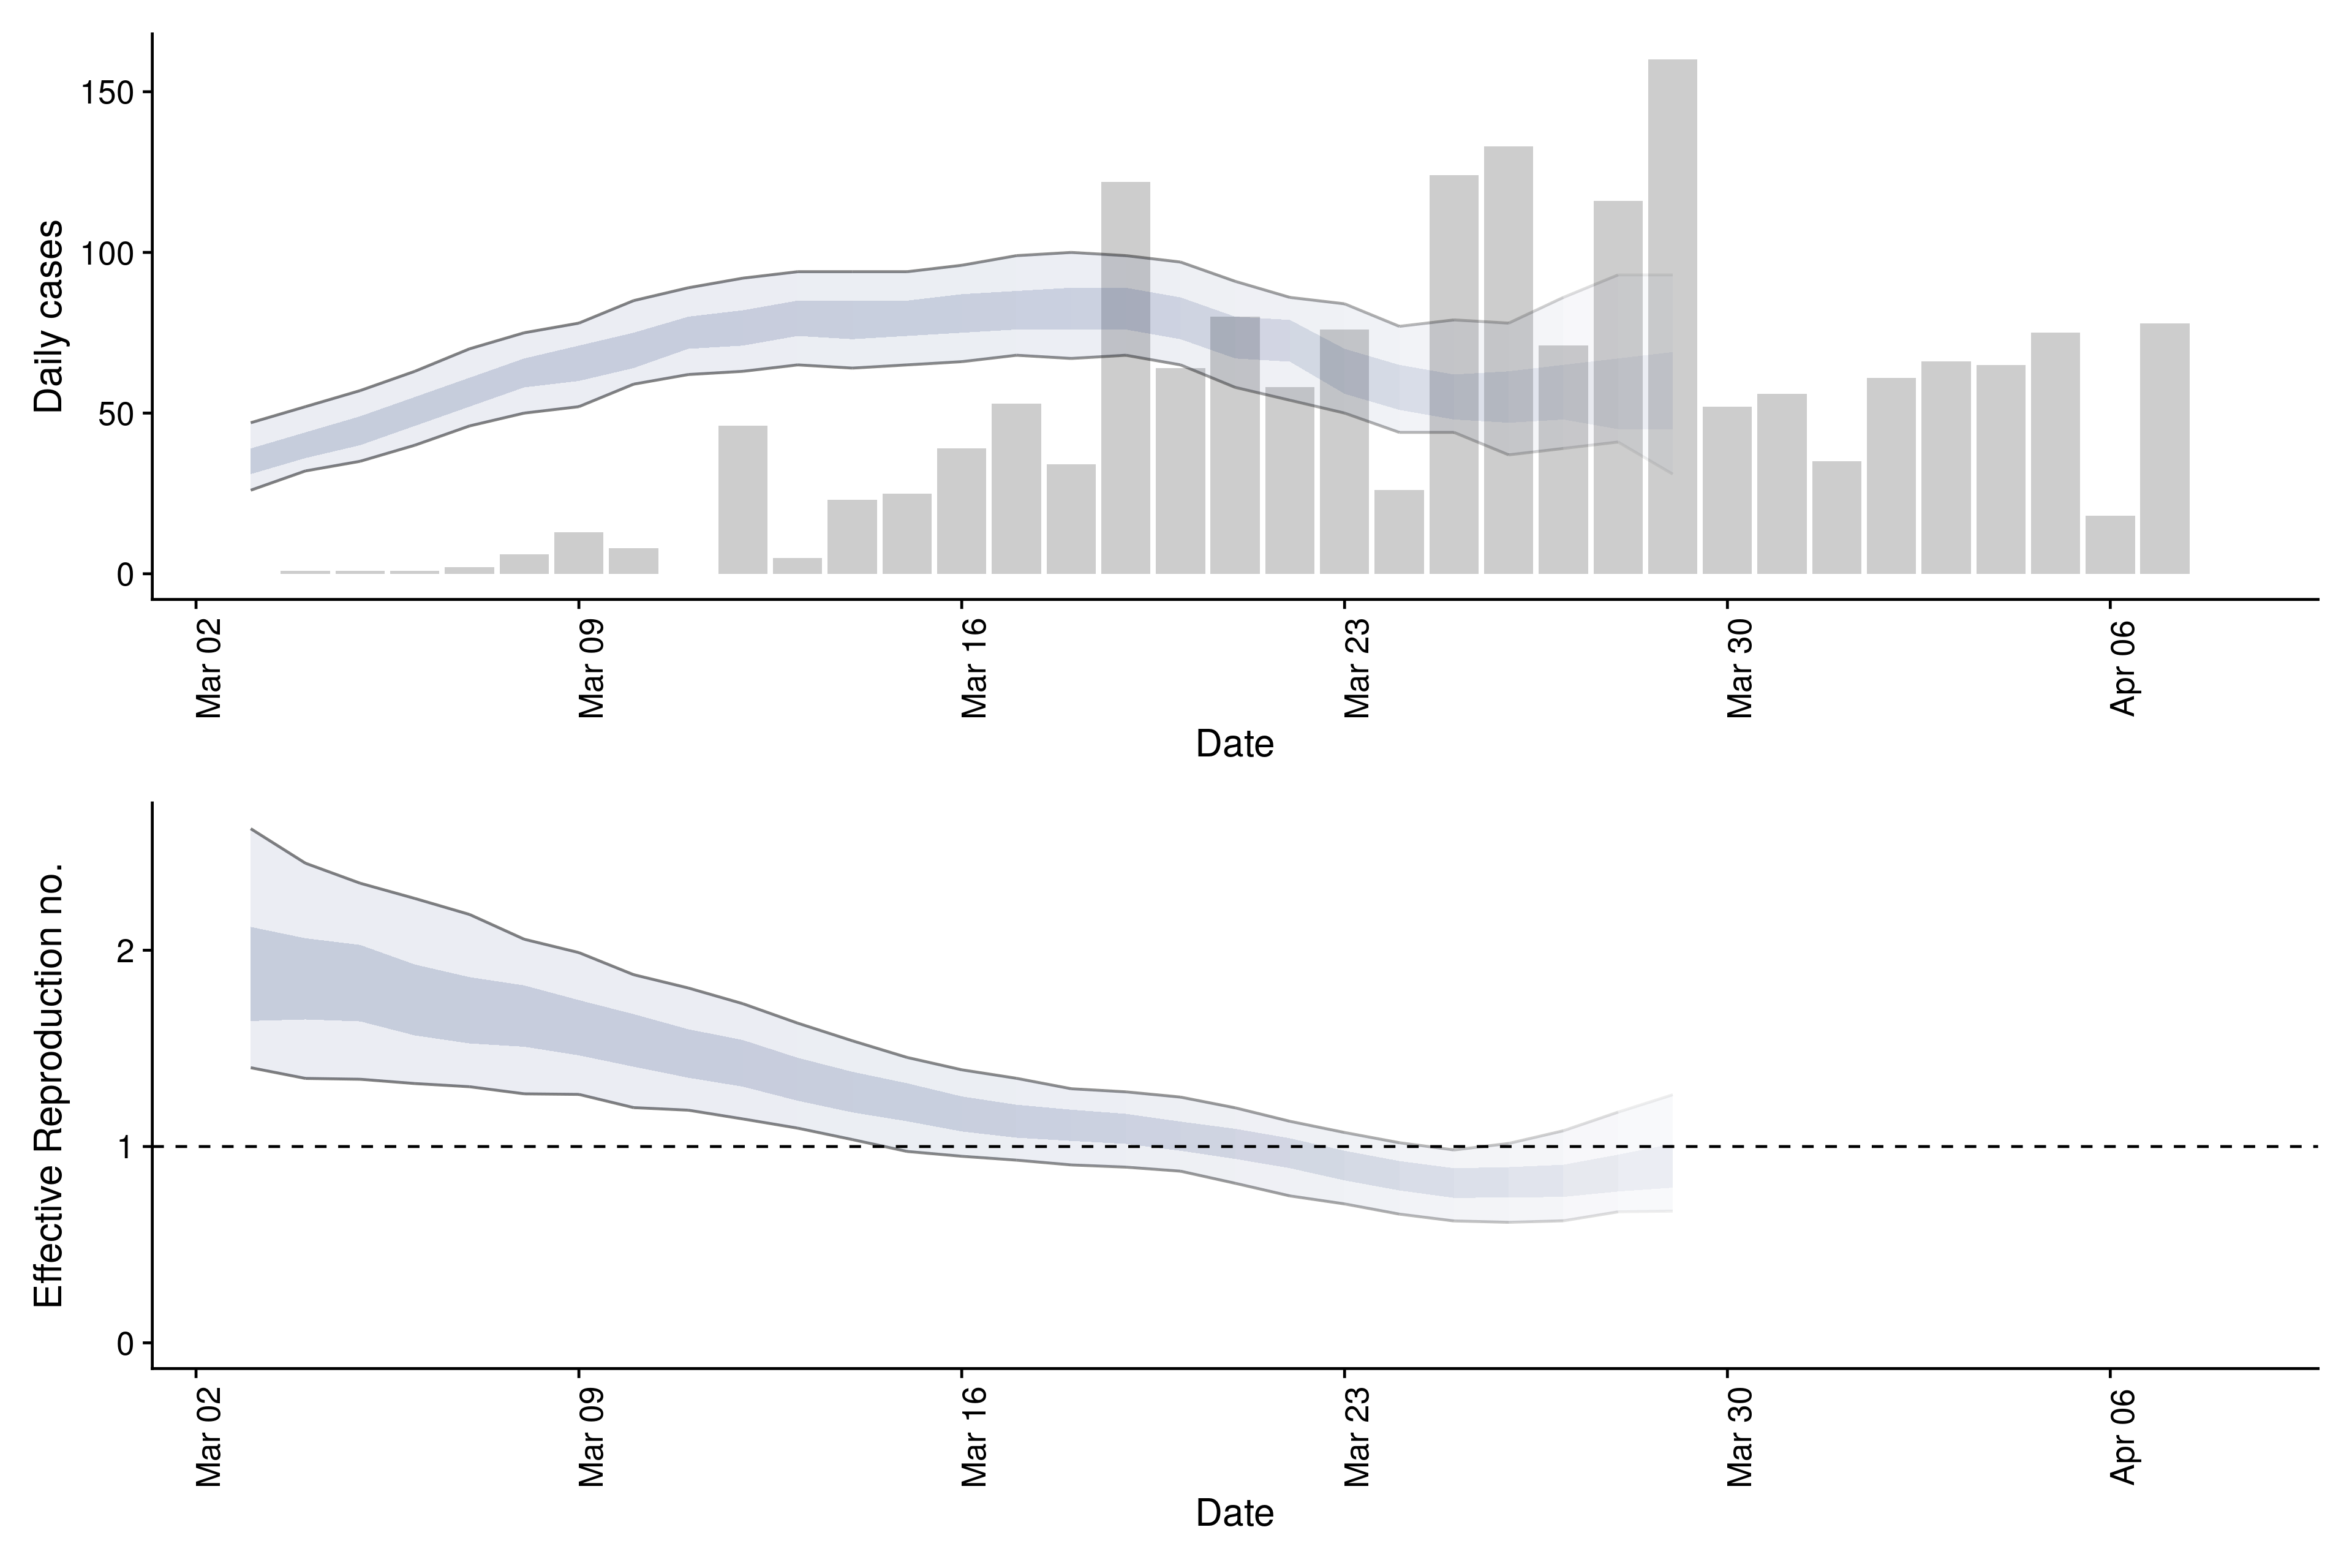 Daily cases
150
100
50
0
Mar 02
Mar 09
Mar 16
Mar 23
Mar 30
Apr 06
Date
Effective Reproduction no.
2
1
0
Mar 02
Mar 09
Mar 16
Mar 23
Mar 30
Apr 06
Date